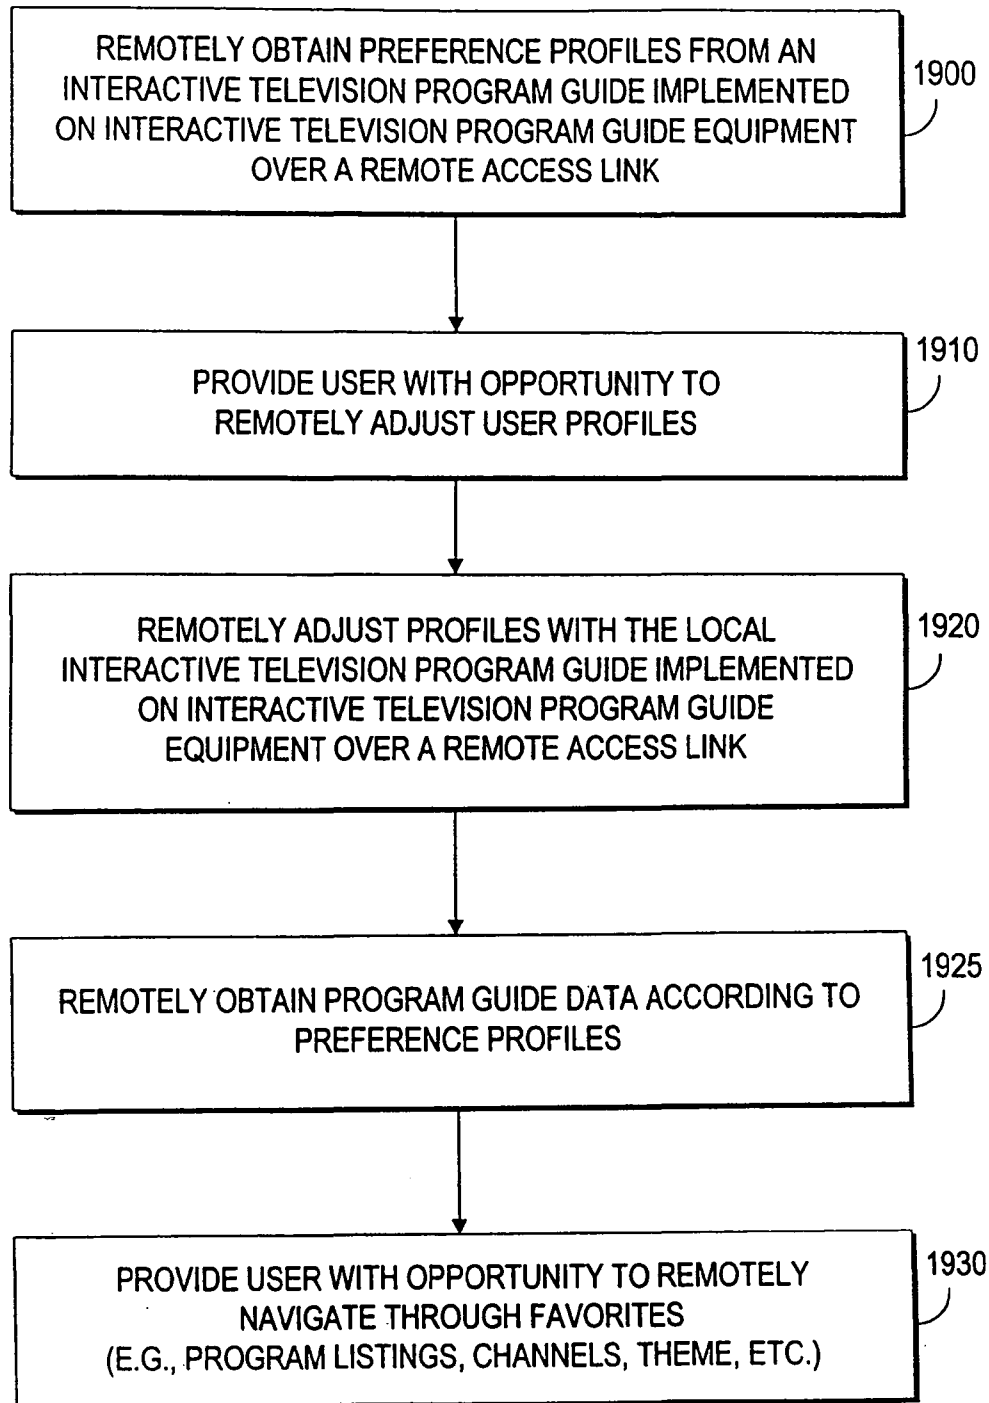 REMOTELY OBTAIN PREFERENCE PROFILES FROM AN
INTERACTIVE TELEVISION PROGRAM GUIDE IMPLEMENTED
ON INTERACTIVE TELEVISION PROGRAM GUIDE EQUIPMENT
OVER A REMOTE ACCESS LINK
1900
PROVIDE USER WITH OPPORTUNITY TO
REMOTELY ADJUST USER PROFILES
1910
REMOTELY ADJUST PROFILES WITH THE LOCAL
INTERACTIVE TELEVISION PROGRAM GUIDE IMPLEMENTED
ON INTERACTIVE TELEVISION PROGRAM GUIDE
EQUIPMENT OVER A REMOTE ACCESS LINK
1920
REMOTELY OBTAIN PROGRAM GUIDE DATA ACCORDING TO
PREFERENCE PROFILES
1925
PROVIDE USER WITH OPPORTUNITY TO REMOTELY
NAVIGATE THROUGH FAVORITES
(E.G., PROGRAM LISTINGS, CHANNELS, THEME, ETC.)
1930